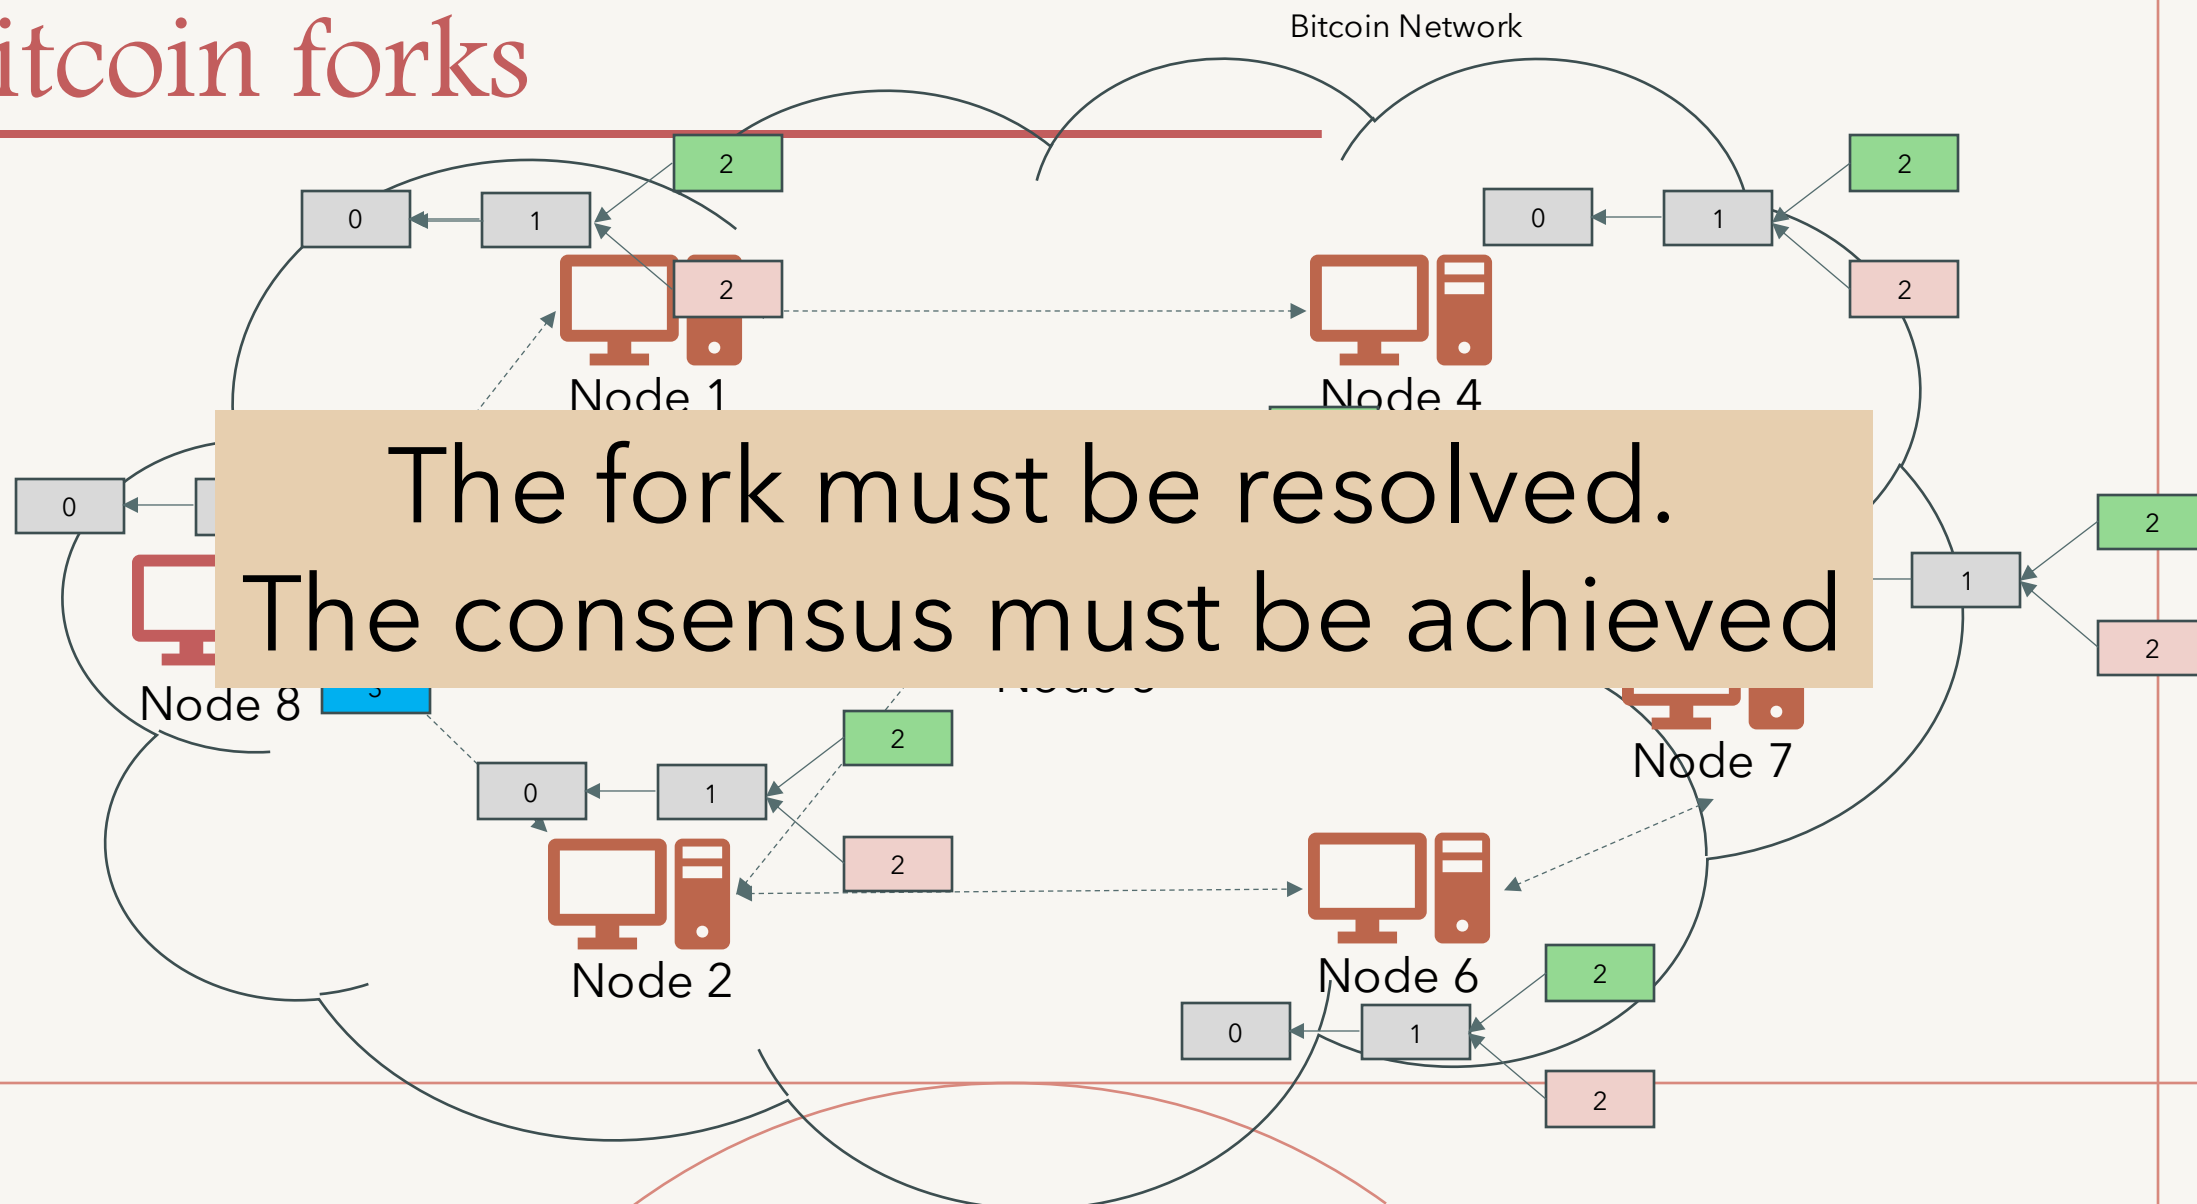 itcoin forks
Bitcoin Network
2
2
0
1
0
1
2
2
Node 1
Node 4
The fork must be resolved.
The consensus must be achieved
0
2
1
2
Node 8
2
Node 7
0
1
2
Node 2
Node 6
2
0
1
2